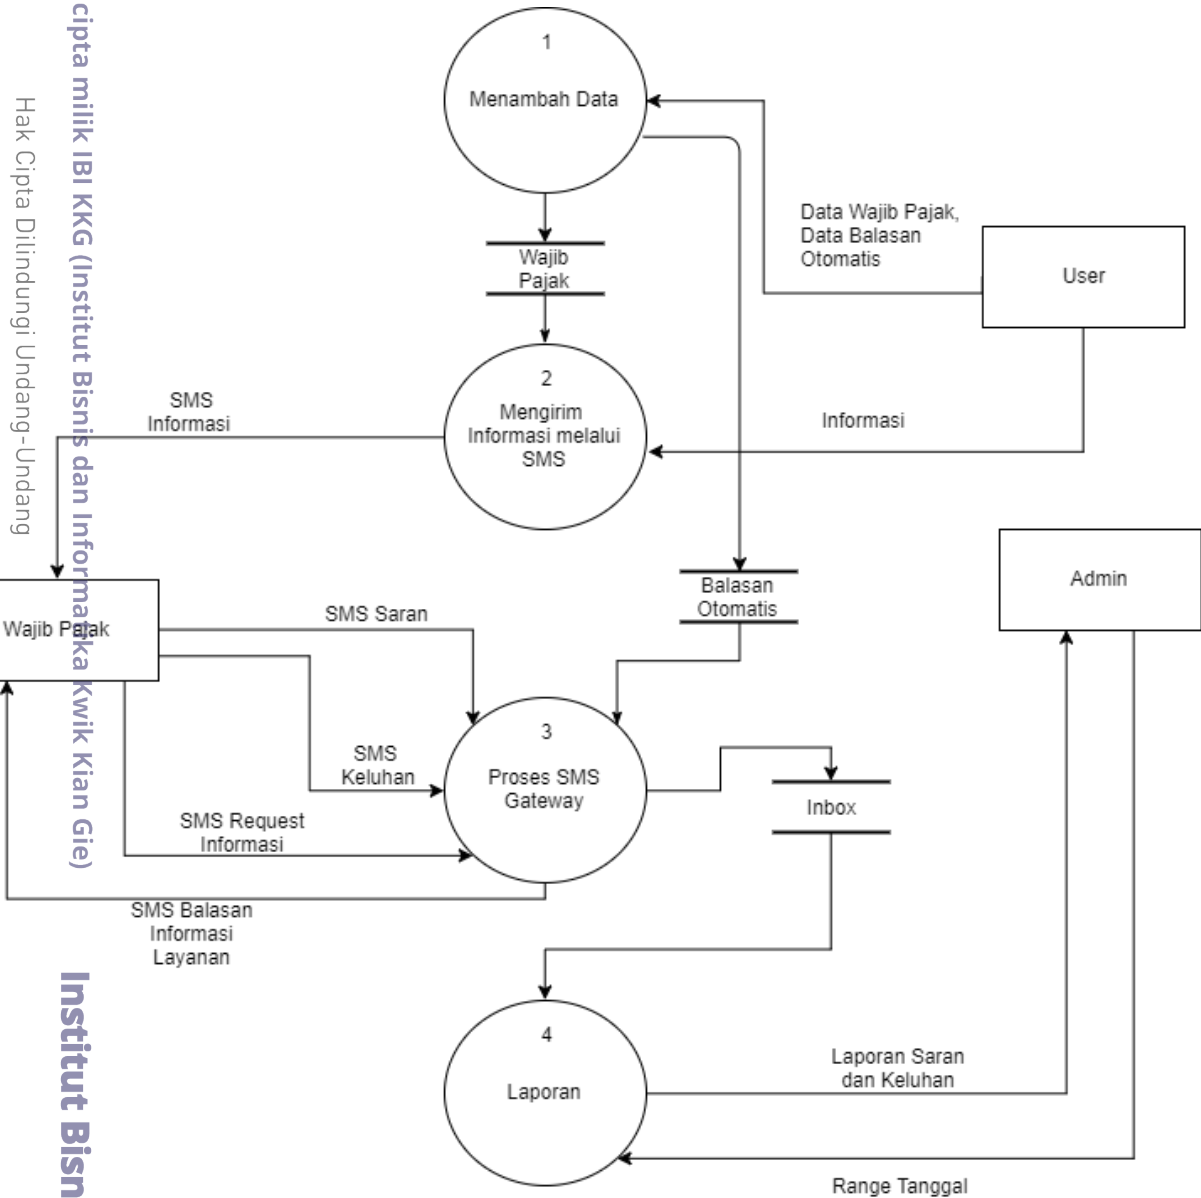 cipta milik IBI KKG (Institut Bisnis dan Informatika Kwik Kian Gie)
Hak Cipta Dilindungi Undang-Undang
Institut Bisn
1
Menambah Data
Data Wajib Pajak,
Data Balasan
Otomatis
User
Wajib
Pajak
2
Mengirim
Informasi melalui
SMS
SMS
Informasi
Informasi
Balasan
Otomatis
Admin
Wajib Pajak
SMS Saran
3
Proses SMS
Gateway
SMS
Keluhan
Inbox
SMS Request
Informasi
SMS Balasan
Informasi
Layanan
4
Laporan
Laporan Saran
dan Keluhan
Range Tanggal